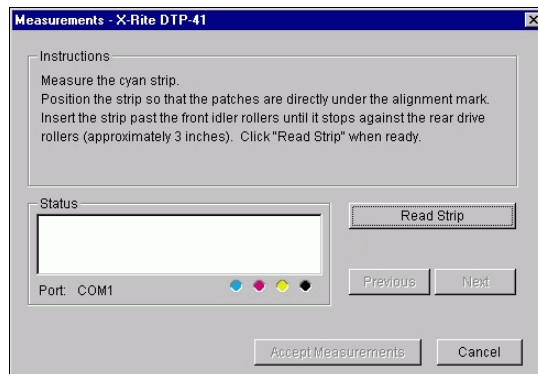 Measurements - X-Rite DTP-41
Instructions
Measure the cyan strip.
Position the strip so that the patches are directly under the alignment mark.
Insert the strip past the front idler rollers until it stops against the rear drive
rollers (approximately 3 inches).  Click "Read Strip" when ready.
Status
Read Strip
Port:  COM1
Previous
Next
Accept Measurements
Cancel